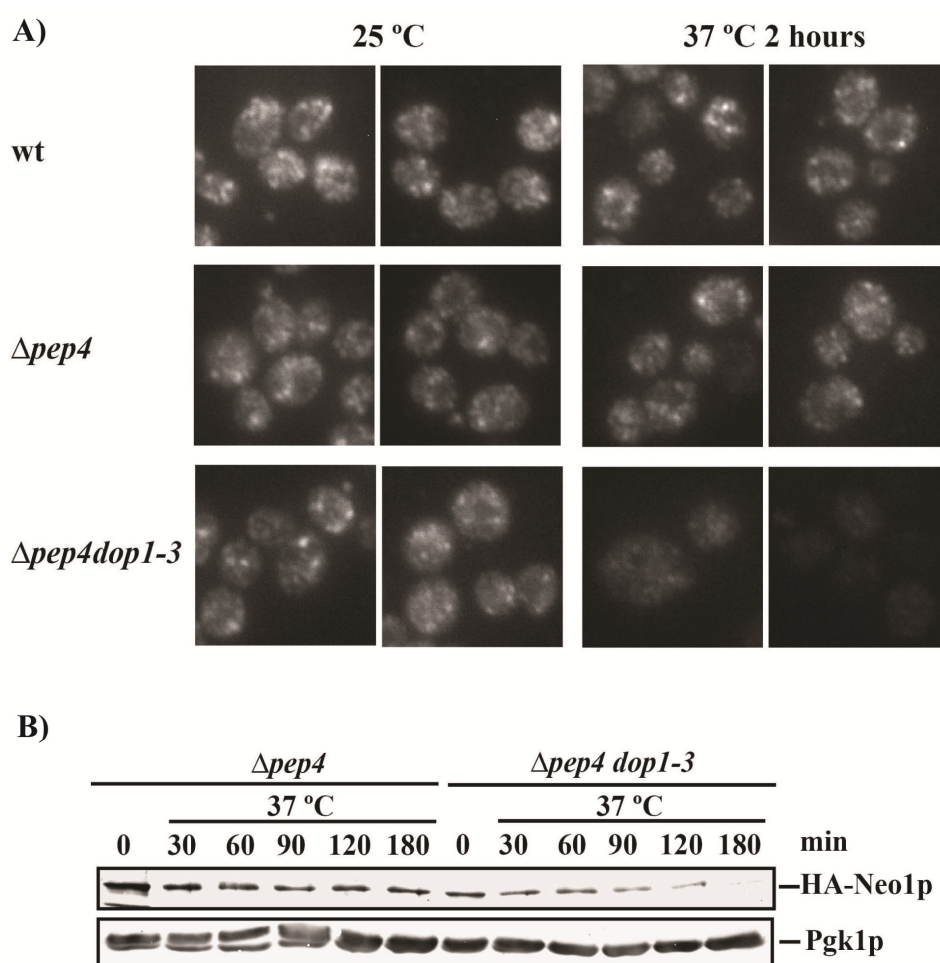 A)
25 ºC
37 ºC 2 hours
wt
Δpep4
Δpep4dop1-3
B)
Δpep4
Δpep4 dop1-3
37 ºC
37 ºC
0 30 60 90 120 180 0 30 60 90 120 180 min
HA-Neo1p
Pgk1p